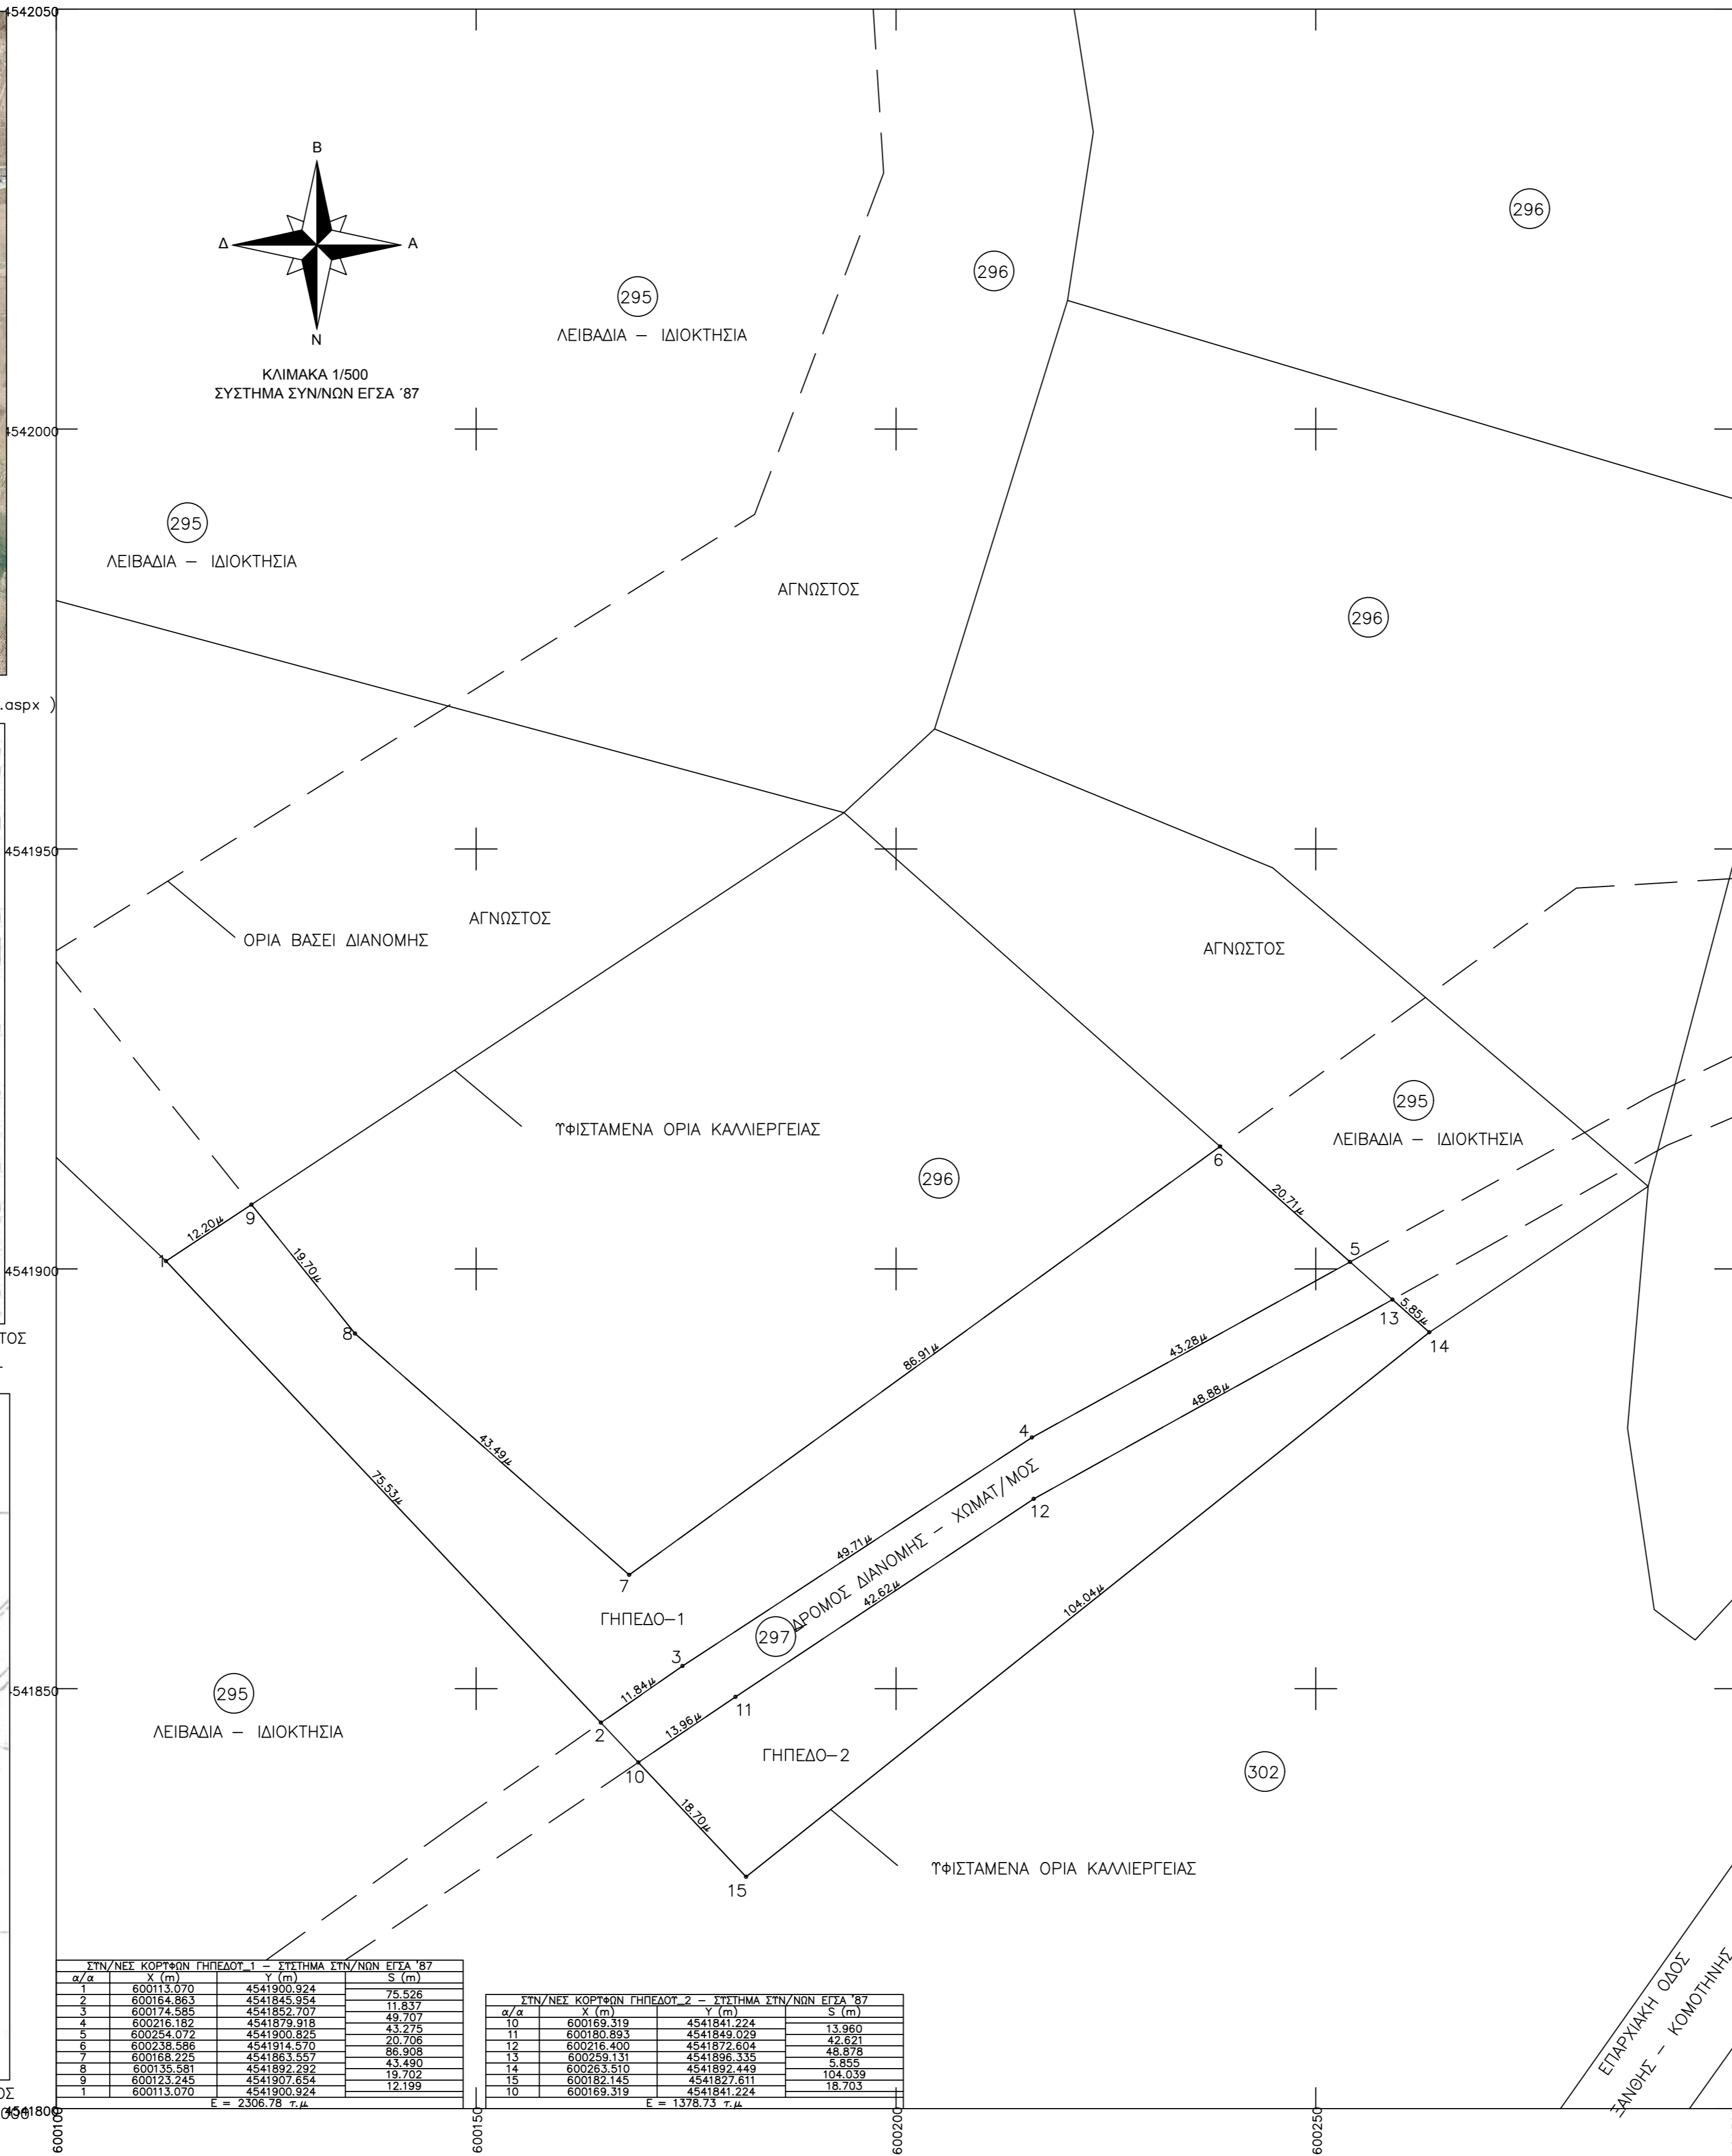 4542050
Β
Δ
Α
Ν
ΚΛΙΜΑΚΑ 1/500
ΣΥΣΤΗΜΑ ΣΥΝ/ΝΩΝ ΕΓΣΑ ΄87
296
296
295
ΛΕΙΒΑΔΙΑ – ΙΔΙΟΚΤΗΣΙΑ
4542000
295
ΛΕΙΒΑΔΙΑ – ΙΔΙΟΚΤΗΣΙΑ
ΑΓΝΩΣΤΟΣ
296
.aspx )
4541950
ΑΓΝΩΣΤΟΣ
ΟΡΙΑ ΒΑΣΕΙ ΔΙΑΝΟΜΗΣ
ΑΓΝΩΣΤΟΣ
295
ΛΕΙΒΑΔΙΑ – ΙΔΙΟΚΤΗΣΙΑ
ΥΦΙΣΤΑΜΕΝΑ ΟΡΙΑ ΚΑΛΛΙΕΡΓΕΙΑΣ
296
6
20.71μ
12.20μ
9
1
5
4541900
19.70μ
13
5.85μ
14
8
ΤΟΣ
43.28μ
86.91μ
48.88μ
43.49μ
4
75.53μ
ΔΡΟΜΟΣ ΔΙΑΝΟΜΗΣ – ΧΩΜΑΤ/ΜΟΣ
12
49.71μ
7
42.62μ
104.04μ
ΓΗΠΕΔΟ–1
297
3
4541850
295
11.84μ
11
ΛΕΙΒΑΔΙΑ – ΙΔΙΟΚΤΗΣΙΑ
2
13.96μ
ΓΗΠΕΔΟ–2
10
302
18.70μ
ΥΦΙΣΤΑΜΕΝΑ ΟΡΙΑ ΚΑΛΛΙΕΡΓΕΙΑΣ
15
ΕΠΑΡΧΙΑΚΗ ΟΔΟΣ
ΞΑΝΘΗΣ – ΚΟΜΟΤΗΝΗΣ
ΣΥΝ/ΝΕΣ ΚΟΡΥΦΩΝ ΓΗΠΕΔΟΥ_1 – ΣΥΣΤΗΜΑ ΣΥΝ/ΝΩΝ ΕΓΣΑ '87
α/α X (m) Y (m) S (m)
1 600113.070 4541900.924
75.526
2 600164.863 4541845.954
11.837
3 600174.585 4541852.707
49.707
4 600216.182 4541879.918
43.275
5 600254.072 4541900.825
20.706
6 600238.586 4541914.570
86.908
7 600168.225 4541863.557
43.490
8 600135.581 4541892.292
19.702
9 600123.245 4541907.654
12.199
1 600113.070 4541900.924
E = 2306.78 τ.μ
ΣΥΝ/ΝΕΣ ΚΟΡΥΦΩΝ ΓΗΠΕΔΟΥ_2 – ΣΥΣΤΗΜΑ ΣΥΝ/ΝΩΝ ΕΓΣΑ '87
α/α X (m) Y (m) S (m)
10 600169.319 4541841.224
13.960
11 600180.893 4541849.029
42.621
12 600216.400 4541872.604
48.878
13 600259.131 4541896.335
5.855
14 600263.510 4541892.449
104.039
15 600182.145 4541827.611
18.703
10 600169.319 4541841.224
E = 1378.73 τ.μ
4541800
600100
600150
600200
600250